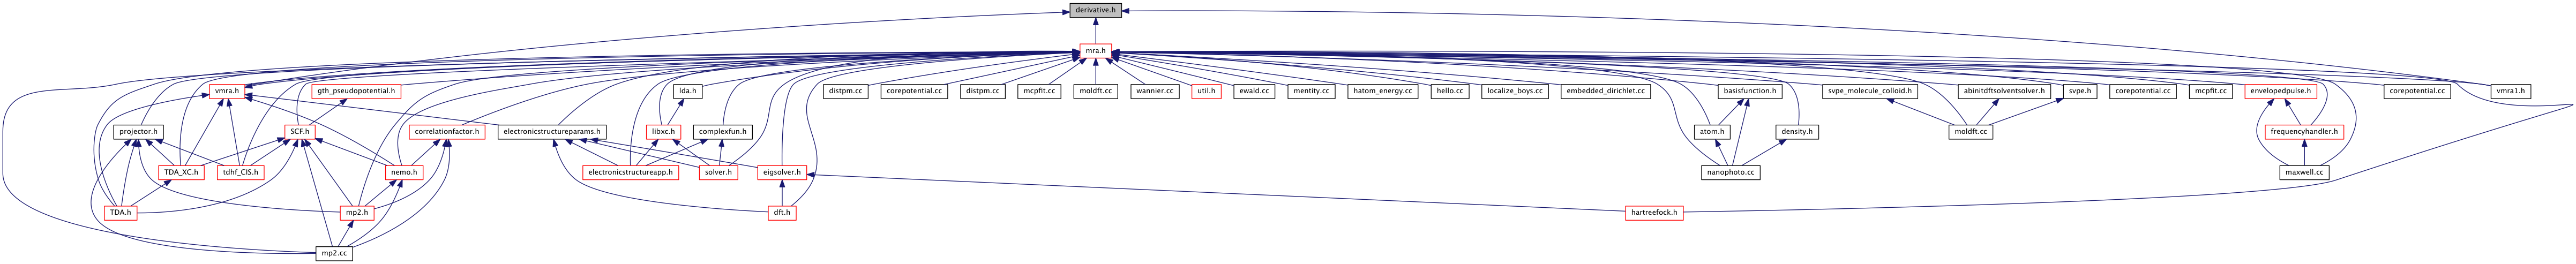 derivative.h
mra.h
vmra.h
gth_pseudopotential.h
lda.h
distpm.cc
corepotential.cc
distpm.cc
mcpfit.cc
moldft.cc
wannier.cc
util.h
ewald.cc
mentity.cc
hatom_energy.cc
hello.cc
localize_boys.cc
embedded_dirichlet.cc
basisfunction.h
svpe_molecule_colloid.h
abinitdftsolventsolver.h
svpe.h
corepotential.cc
mcpfit.cc
envelopedpulse.h
corepotential.cc
vmra1.h
projector.h
SCF.h
correlationfactor.h
electronicstructureparams.h
libxc.h
complexfun.h
atom.h
density.h
moldft.cc
frequencyhandler.h
TDA_XC.h
tdhf_CIS.h
nemo.h
electronicstructureapp.h
solver.h
eigsolver.h
nanophoto.cc
maxwell.cc
TDA.h
mp2.h
dft.h
hartreefock.h
mp2.cc